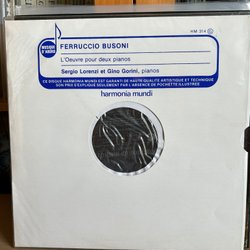 MUSIQUE D'ABORD
HM 314
FERRUCCIO BUSONI
L'Oeuvre pour deux pianos
Sergio Lorenzi et Gino Gorini, pianos
CE DISQUE HARMONIA MUNDI EST GARANTI DE HAUTE QUALITE ARTISTIQUE ET TECHNIQUE
SON PRIX S'EXPLIQUE SEULEMENT PAR L'ABSENCE DE POCHETTE ILLUSTREE
harmonia mundi